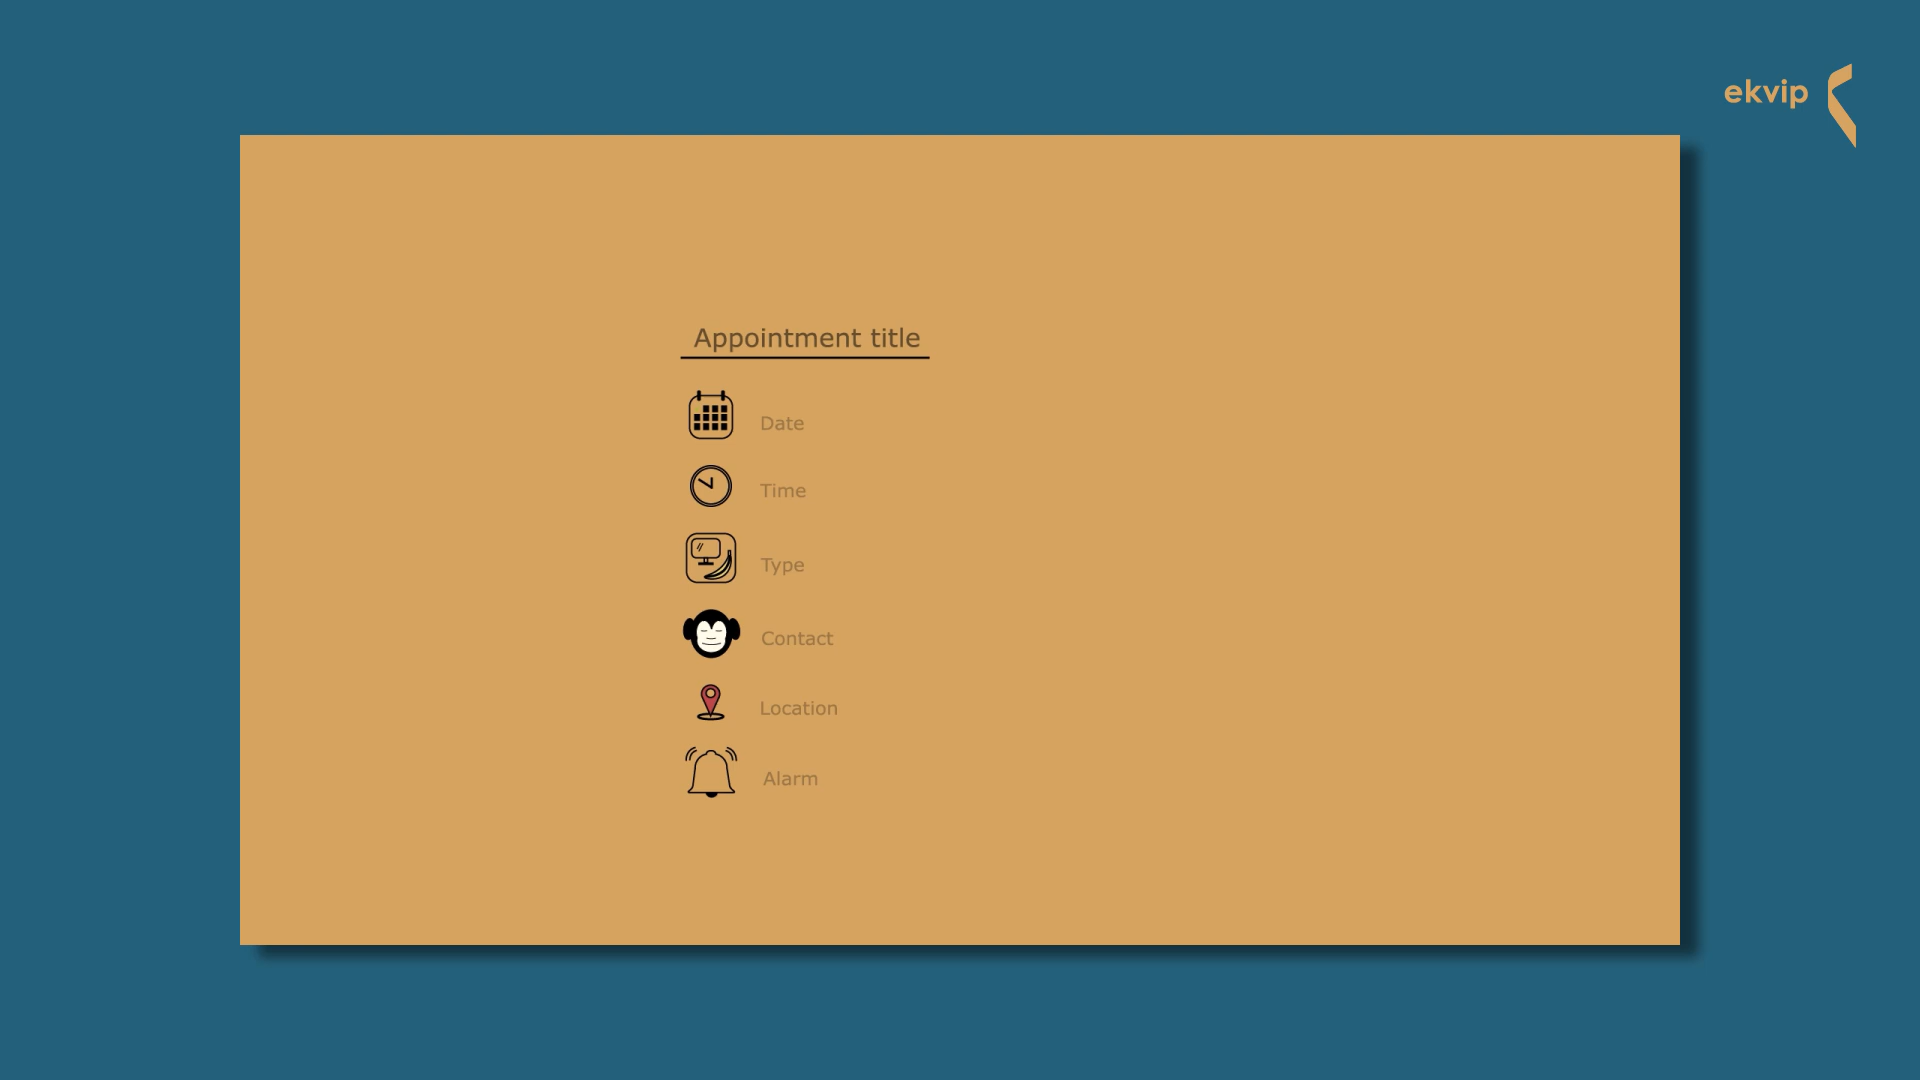 ekvip
Appointment title
Date
Time
Type
Contact
Location
Alarm